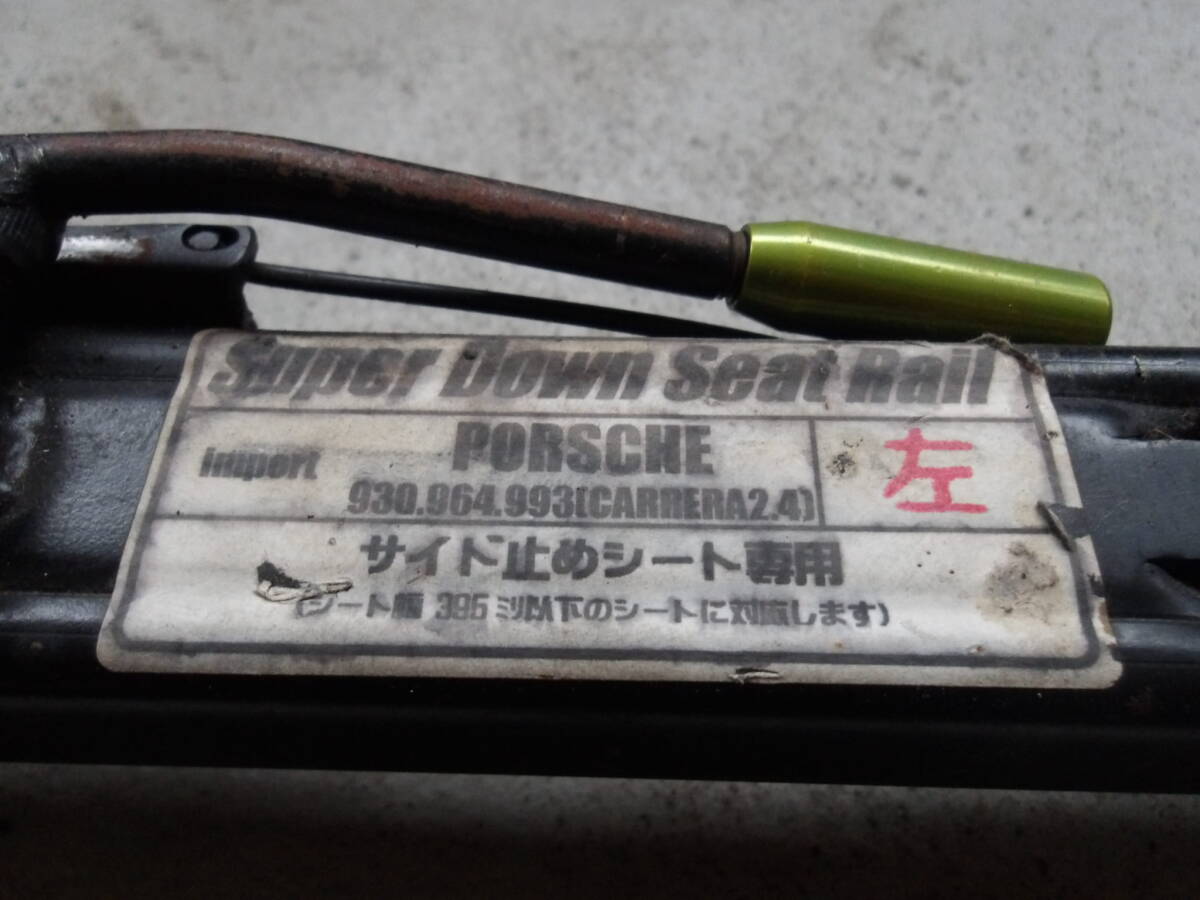 Super Down Seat Rail
import
PORSCHE
930.964.993[CARRERA2.4]
左
サイド止めシート専用
(シート幅 395 ミリ以下のシートに対応します)